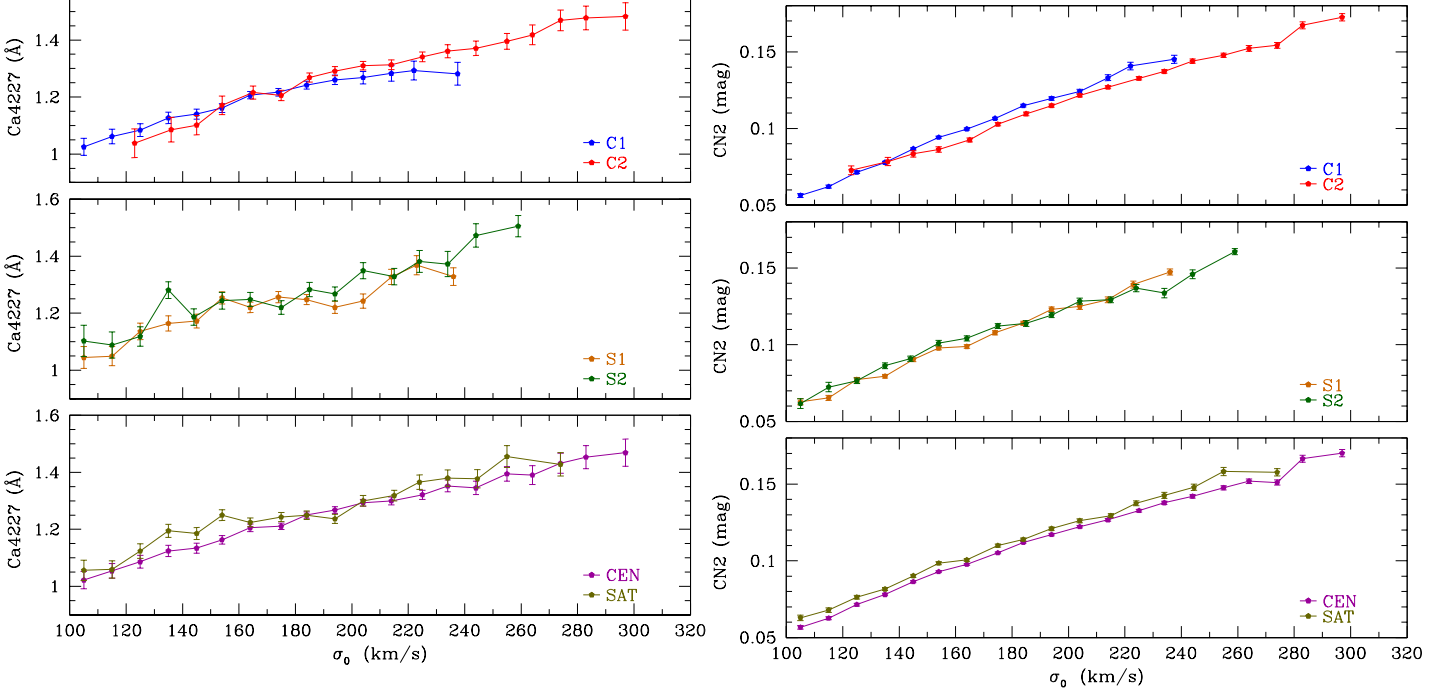 Ca4227 (Å)
1.4
1.2
1
C1
C2
Ca4227 (Å)
1.6
1.4
1.2
1
S1
S2
Ca4227 (Å)
1.6
1.4
1.2
1
CEN
SAT
100 120 140 160 180 200 220 240 260 280 300 320
σ₀ (km/s)
CN2 (mag)
0.15
0.1
0.05
C1
C2
CN2 (mag)
0.15
0.1
0.05
S1
S2
CN2 (mag)
0.15
0.1
0.05
CEN
SAT
100 120 140 160 180 200 220 240 260 280 300 320
σ₀ (km/s)